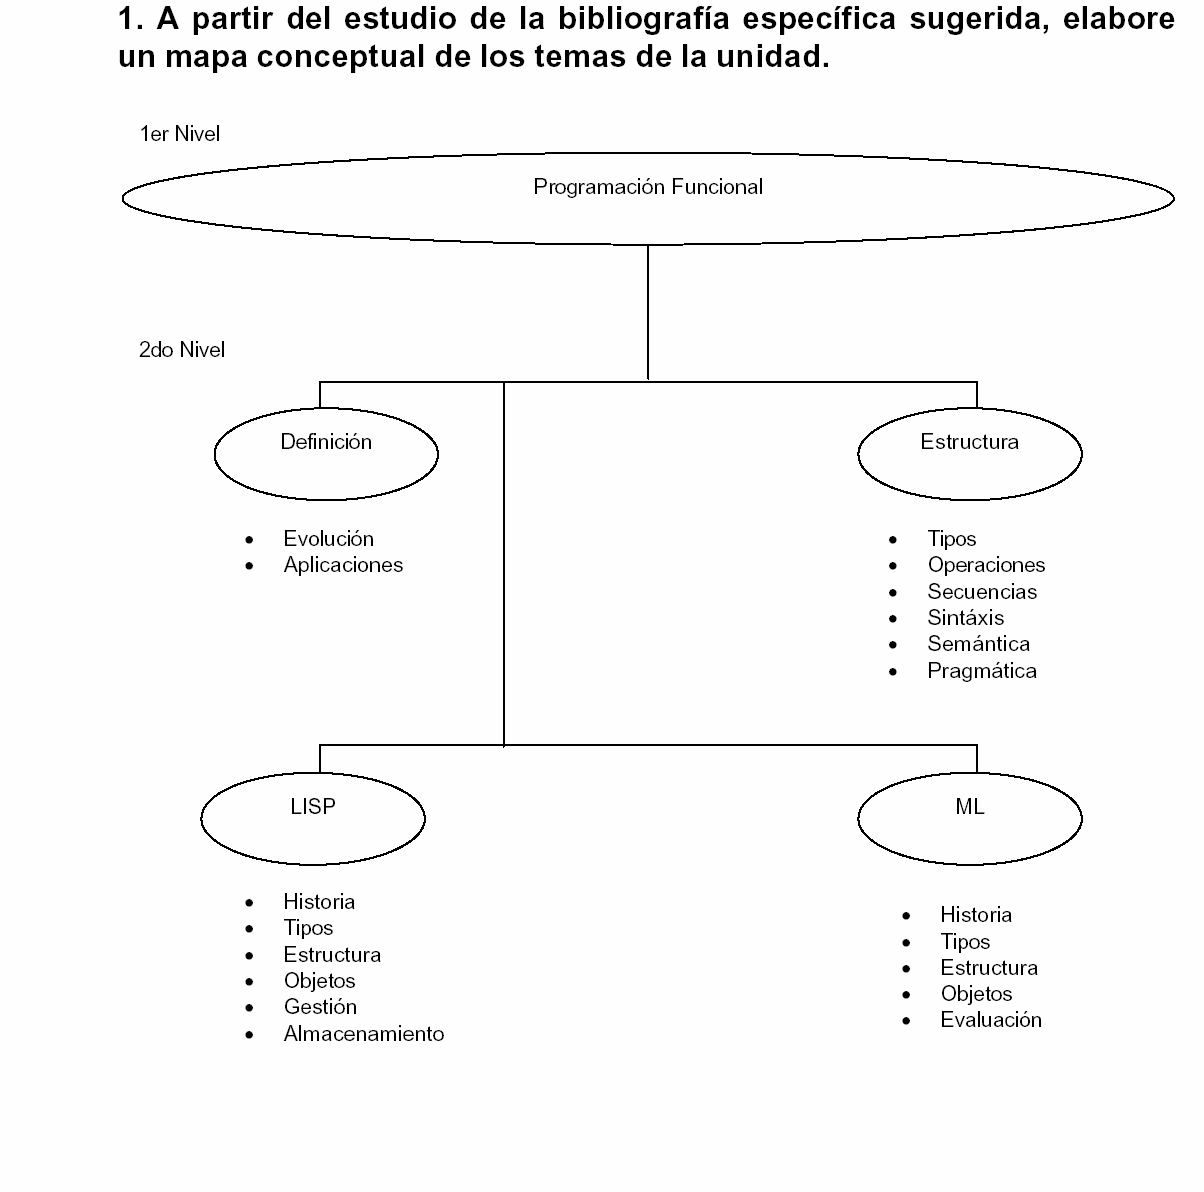 1. A partir del estudio de la bibliografía específica sugerida, elabore
un mapa conceptual de los temas de la unidad.
1er Nivel
Programación Funcional
2do Nivel
Definición
Estructura
• Evolución
• Aplicaciones
• Tipos
• Operaciones
• Secuencias
• Sintáxis
• Semántica
• Pragmática
LISP
ML
• Historia
• Tipos
• Estructura
• Objetos
• Gestión
• Almacenamiento
• Historia
• Tipos
• Estructura
• Objetos
• Evaluación